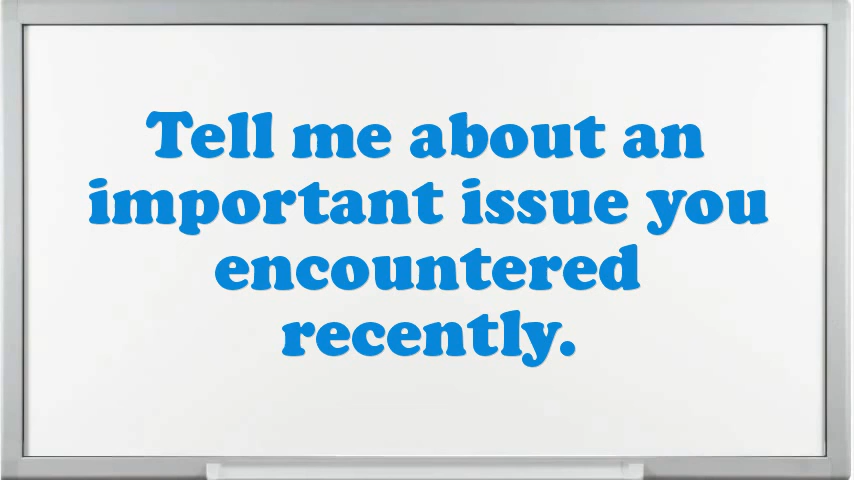 Tell me about an
important issue you
encountered
recently.